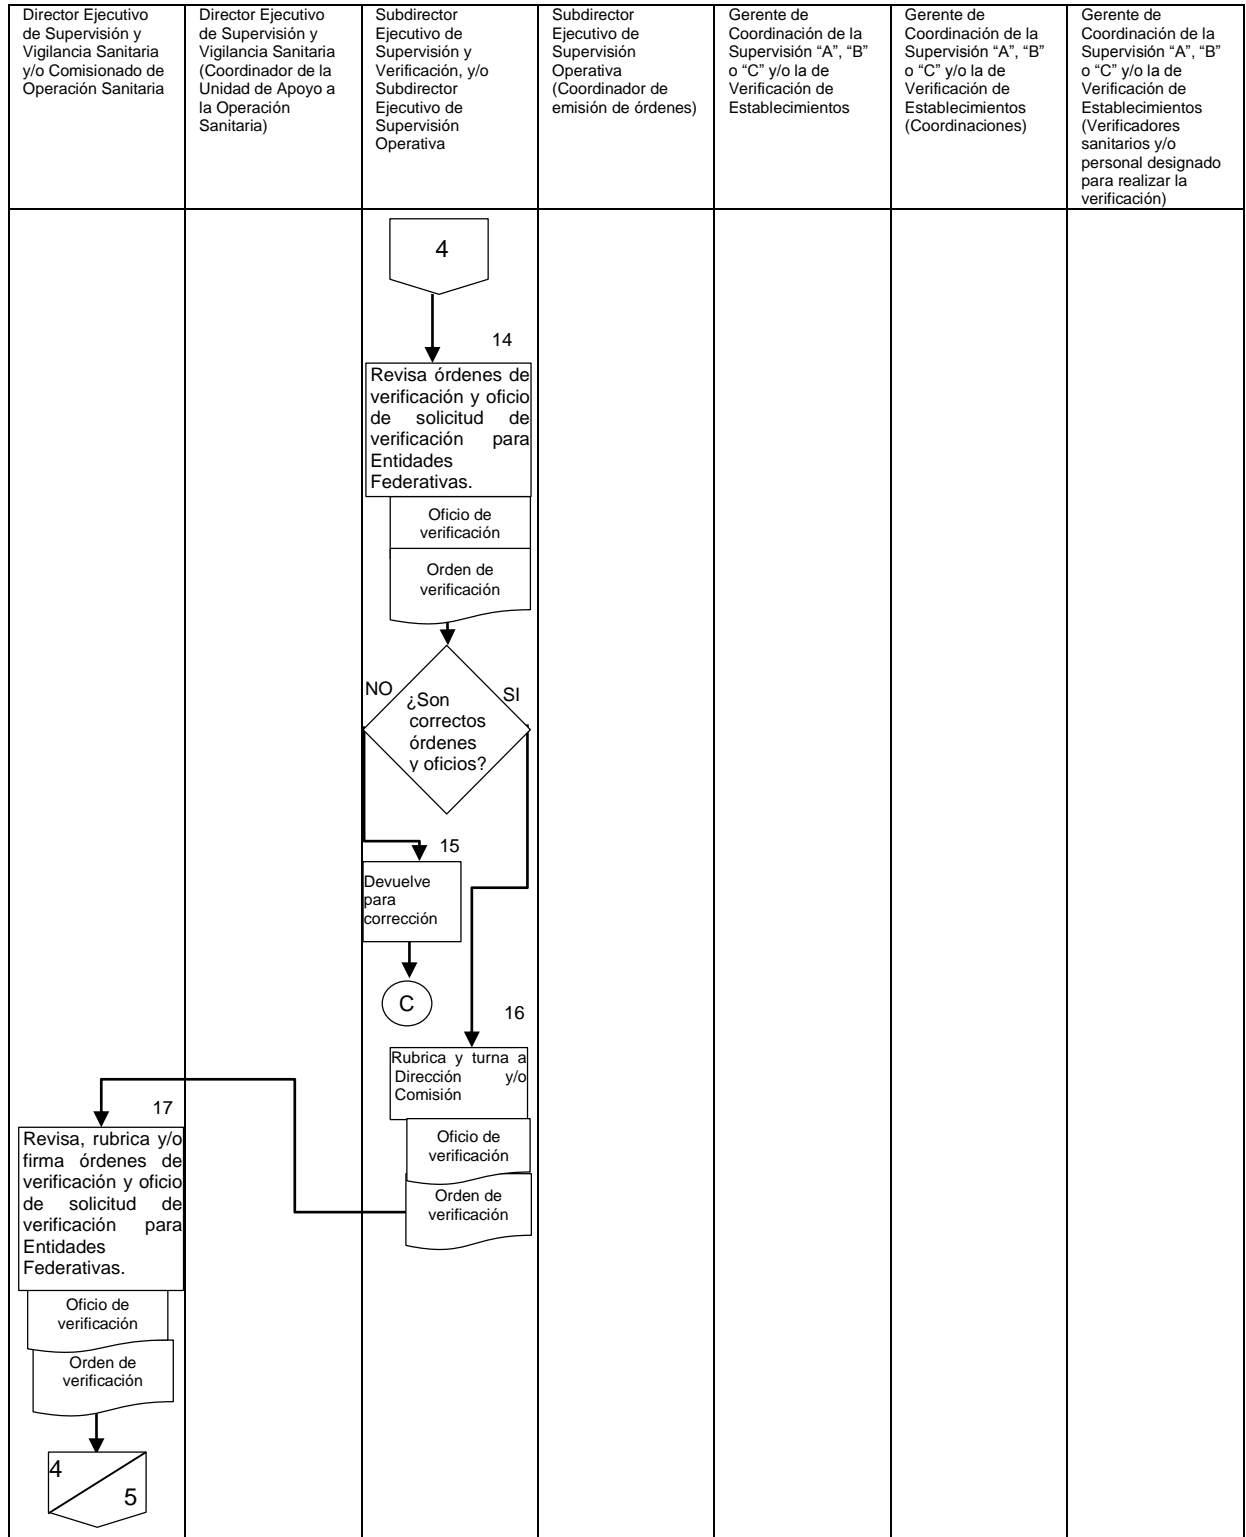 Director Ejecutivo
de Supervisión y
Vigilancia Sanitaria
y/o Comisionado de
Operación Sanitaria
Director Ejecutivo
de Supervisión y
Vigilancia Sanitaria
(Coordinador de la
Unidad de Apoyo a
la Operación
Sanitaria)
Subdirector
Ejecutivo de
Supervisión y
Verificación, y/o
Subdirector
Ejecutivo de
Supervisión
Operativa
Subdirector
Ejecutivo de
Supervisión
Operativa
(Coordinador de
emisión de órdenes)
Gerente de
Coordinación de la
Supervisión “A”, “B”
o “C” y/o la de
Verificación de
Establecimientos
Gerente de
Coordinación de la
Supervisión “A”, “B”
o “C” y/o la de
Verificación de
Establecimientos
(Coordinaciones)
Gerente de
Coordinación de la
Supervisión “A”, “B”
o “C” y/o la de
Verificación de
Establecimientos
(Verificadores
sanitarios y/o
personal designado
para realizar la
verificación)
4
14
Revisa órdenes de
verificación y oficio
de solicitud de
verificación para
Entidades
Federativas.
Oficio de
verificación
Orden de
verificación
NO
SI
¿Son
correctos
órdenes
y oficios?
15
Devuelve
para
corrección
C
16
Rubrica y turna a
Dirección y/o
Comisión
Oficio de
verificación
Orden de
verificación
17
Revisa, rubrica y/o
firma órdenes de
verificación y oficio
de solicitud de
verificación para
Entidades
Federativas.
Oficio de
verificación
Orden de
verificación
4
5